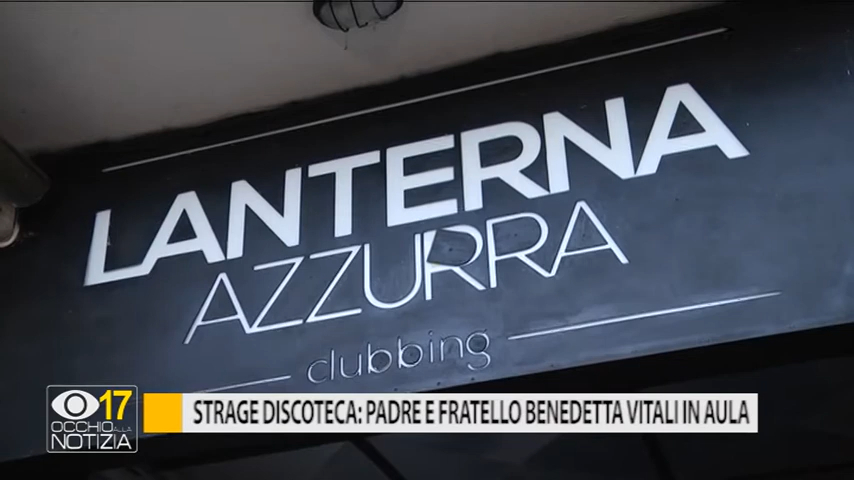 LANTERNA
AZZURRA
clubbing
17
OCCHIO ALLA
NOTIZIA
STRAGE DISCOTECA: PADRE E FRATELLO BENEDETTA VITALI IN AULA